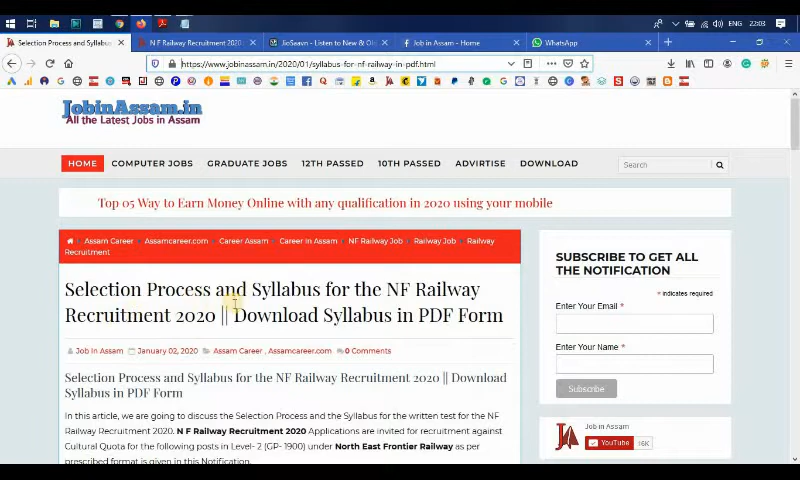 ENG 22:03
Selection Process and Syllabus
N F Railway Recruitment 2020
JioSaavn - Listen to New & Ol
Job in Assam - Home
WhatsApp
https://www.jobinassam.in/2020/01/syllabus-for-nf-railway-in-pdf.html
JobinAssam.in
All the Latest Jobs in Assam
HOME COMPUTER JOBS GRADUATE JOBS 12TH PASSED 10TH PASSED ADVIRTISE DOWNLOAD Search
Top 05 Way to Earn Money Online with any qualification in 2020 using your mobile
Assam Career Assamcareer.com Career Assam Career In Assam NF Railway Job Railway Job Railway
Recruitment
Selection Process and Syllabus for the NF Railway
Recruitment 2020 || Download Syllabus in PDF Form
Job In Assam January 02, 2020 Assam Career , Assamcareer.com 0 Comments
Selection Process and Syllabus for the NF Railway Recruitment 2020 || Download
Syllabus in PDF Form
In this article, we are going to discuss the Selection Process and the Syllabus for the written test for the NF
Railway Recruitment 2020. N F Railway Recruitment 2020 Applications are invited for recruitment against
Cultural Quota for the following posts in Level- 2 (GP- 1900) under North East Frontier Railway as per
prescribed format is given in this Notification.
SUBSCRIBE TO GET ALL
THE NOTIFICATION
* indicates required
Enter Your Email *
Enter Your Name *
Subscribe
Job in Assam
YouTube 16K